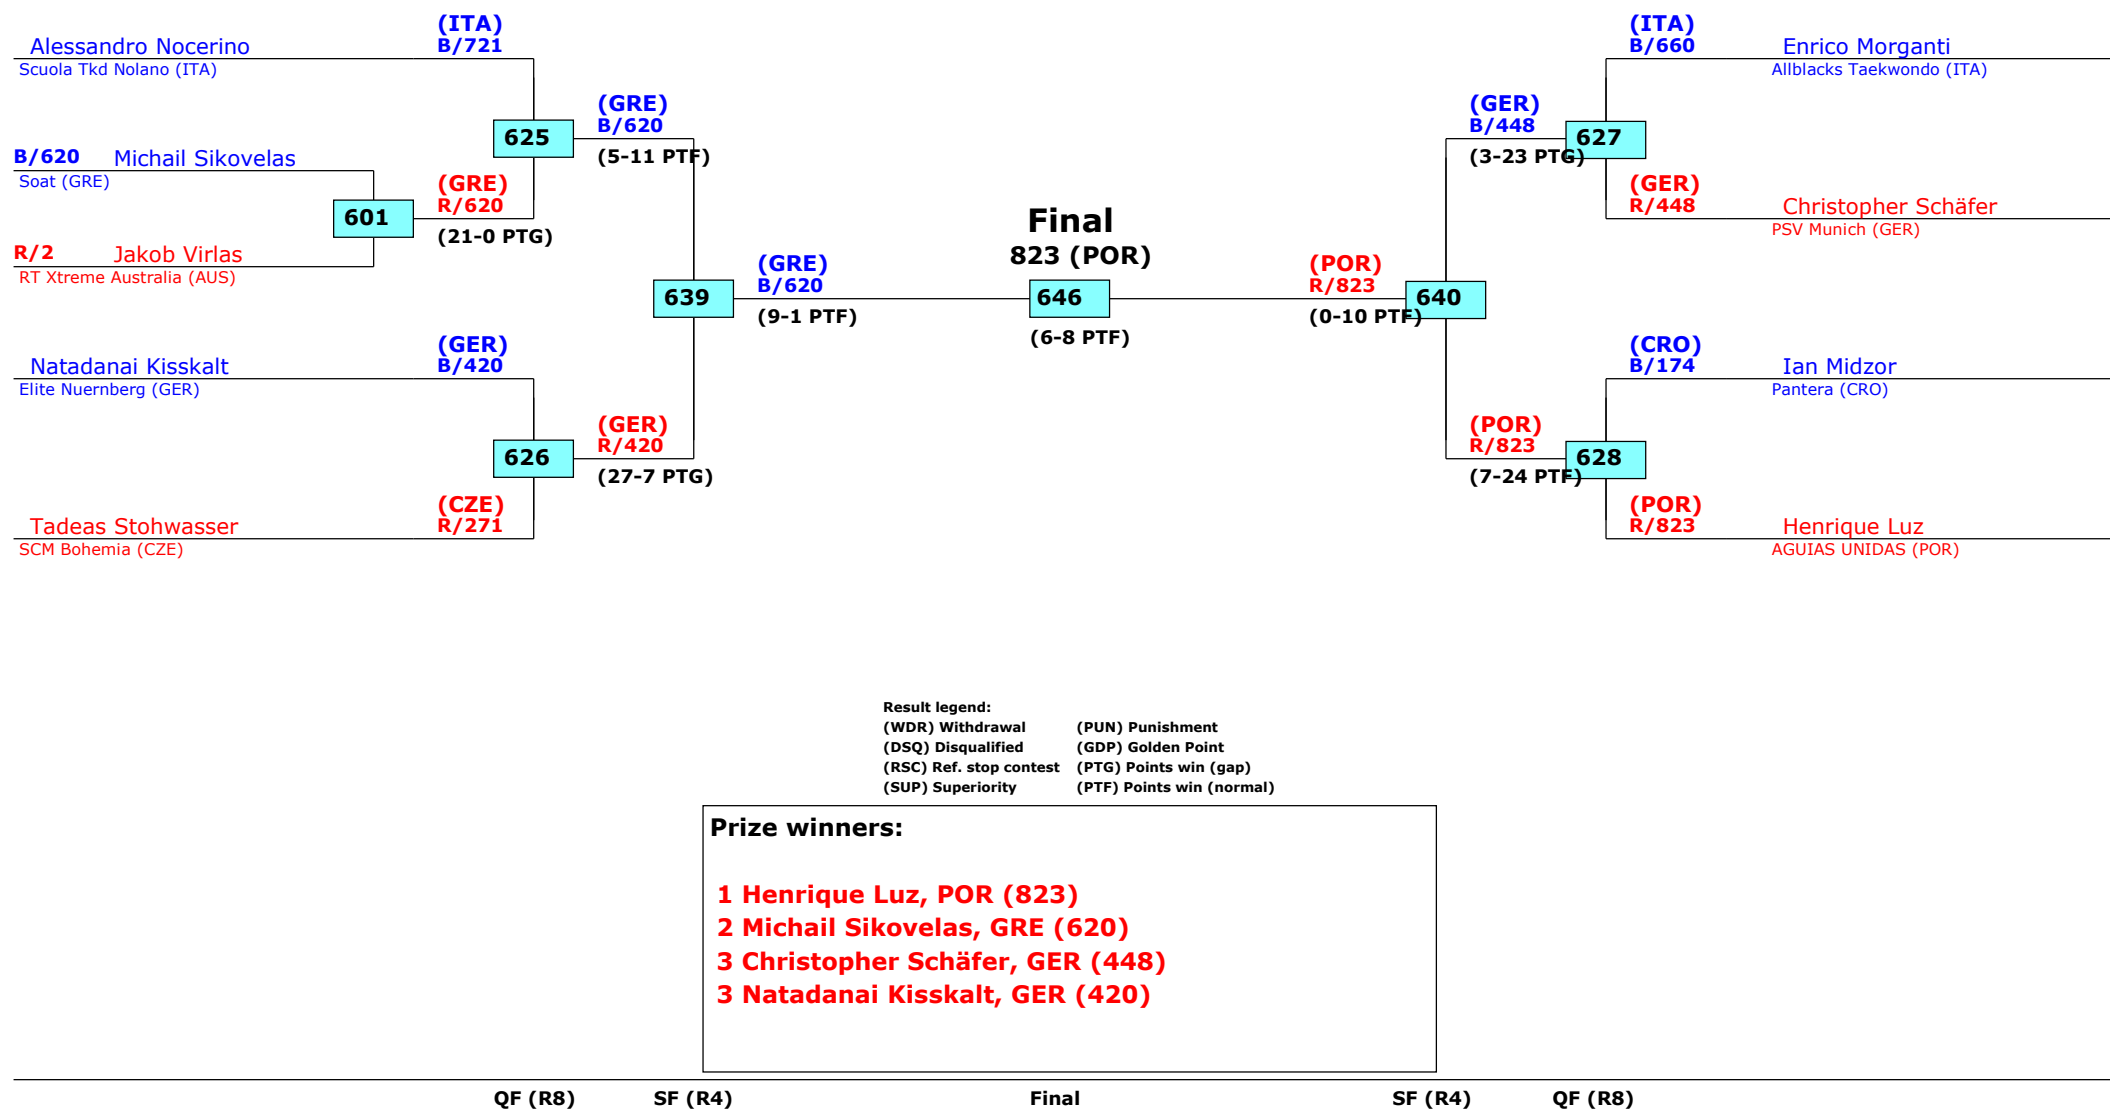 (ITA)
B/721
Alessandro Nocerino
Scuola Tkd Nolano (ITA)
(GRE)
B/620
625
(5-11 PTF)
B/620 Michail Sikovelas
Soat (GRE)
(GRE)
R/620
601
(21-0 PTG)
R/2 Jakob Virlas
RT Xtreme Australia (AUS)
(GRE)
B/620
639
(9-1 PTF)
(GER)
B/420
Natadanai Kisskalt
Elite Nuernberg (GER)
(GER)
R/420
626
(27-7 PTG)
(CZE)
R/271
Tadeas Stohwasser
SCM Bohemia (CZE)
Final
823 (POR)
646
(6-8 PTF)
(ITA)
B/660 Enrico Morganti
Allblacks Taekwondo (ITA)
(GER)
B/448
627
(3-23 PTG)
(GER)
R/448 Christopher Schäfer
PSV Munich (GER)
(POR)
R/823
640
(0-10 PTF)
(CRO)
B/174 Ian Midzor
Pantera (CRO)
(POR)
R/823
628
(7-24 PTF)
(POR)
R/823 Henrique Luz
AGUIAS UNIDAS (POR)
Result legend:
(WDR) Withdrawal (PUN) Punishment
(DSQ) Disqualified (GDP) Golden Point
(RSC) Ref. stop contest (PTG) Points win (gap)
(SUP) Superiority (PTF) Points win (normal)
Prize winners:
1 Henrique Luz, POR (823)
2 Michail Sikovelas, GRE (620)
3 Christopher Schäfer, GER (448)
3 Natadanai Kisskalt, GER (420)
QF (R8) SF (R4) Final SF (R4) QF (R8)